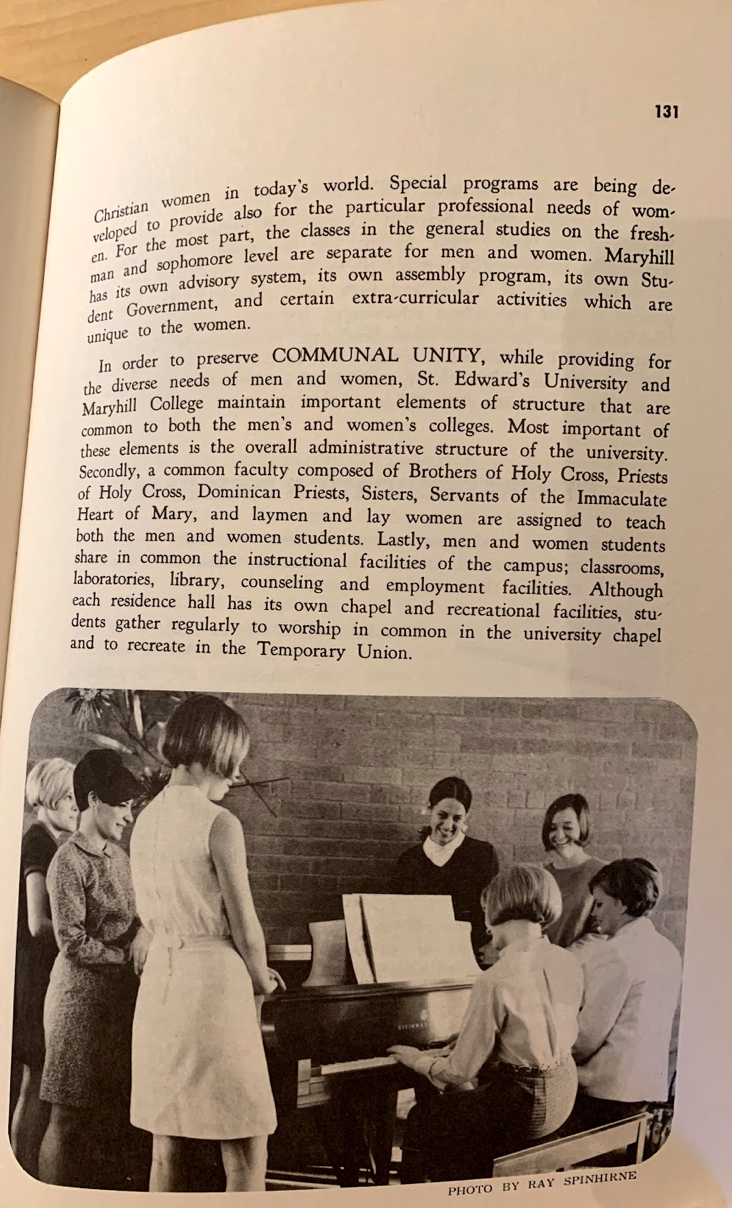 131
Christian women in today's world. Special programs are being de-
veloped to provide also for the particular professional needs of wom-
en. For the most part, the classes in the general studies on the fresh-
man and sophomore level are separate for men and women. Maryhill
has its own advisory system, its own assembly program, its own Stu-
dent Government, and certain extra-curricular activities which are
unique to the women.
In order to preserve COMMUNAL UNITY, while providing for
the diverse needs of men and women, St. Edward's University and
Maryhill College maintain important elements of structure that are
common to both the men's and women's colleges. Most important of
these elements is the overall administrative structure of the university.
Secondly, a common faculty composed of Brothers of Holy Cross, Priests
of Holy Cross, Dominican Priests, Sisters, Servants of the Immaculate
Heart of Mary, and laymen and lay women are assigned to teach
both the men and women students. Lastly, men and women students
share in common the instructional facilities of the campus; classrooms,
laboratories, library, counseling and employment facilities. Although
each residence hall has its own chapel and recreational facilities, stu-
dents gather regularly to worship in common in the university chapel
and to recreate in the Temporary Union.
PHOTO BY RAY SPINHIRNE